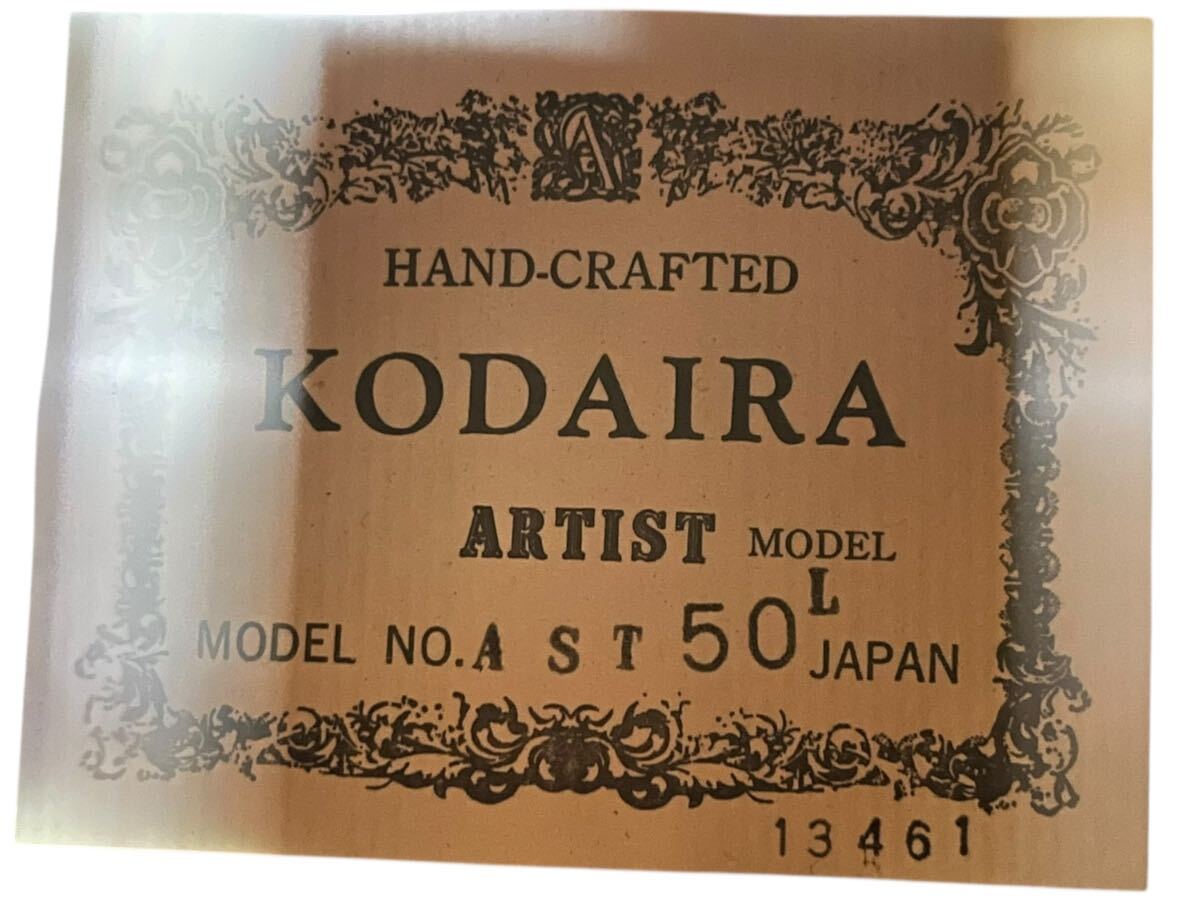 A
HAND-CRAFTED
KODAIRA
ARTIST MODEL
MODEL NO. A S T 50 L JAPAN
13461